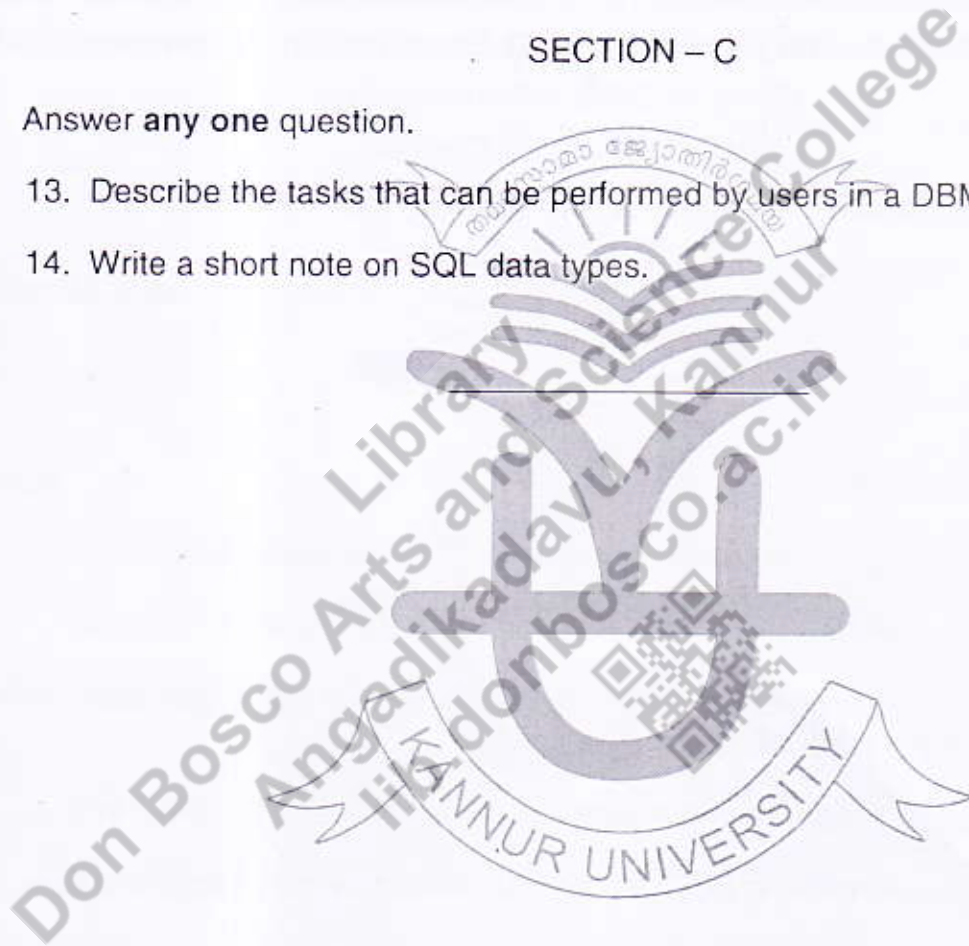 SECTION – C
Answer any one question.
13. Describe the tasks that can be performed by users in a DBM
14. Write a short note on SQL data types.
Library
Don Bosco Arts and Science College
Angadikadavu, Kannur
lib.donbosco.ac.in
KANNUR UNIVERSITY